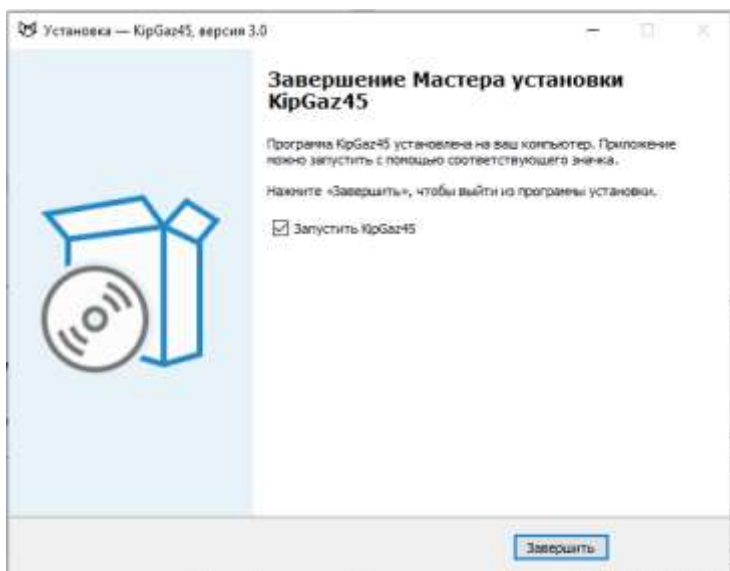 Установка — KipGaz45, версия 3.0
Завершение Мастера установки
KipGaz45
Программа KipGaz45 установлена на ваш компьютер. Приложение
можно запустить с помощью соответствующего значка.
Нажмите «Завершить», чтобы выйти из программы установки.
Запустить KipGaz45
Завершить